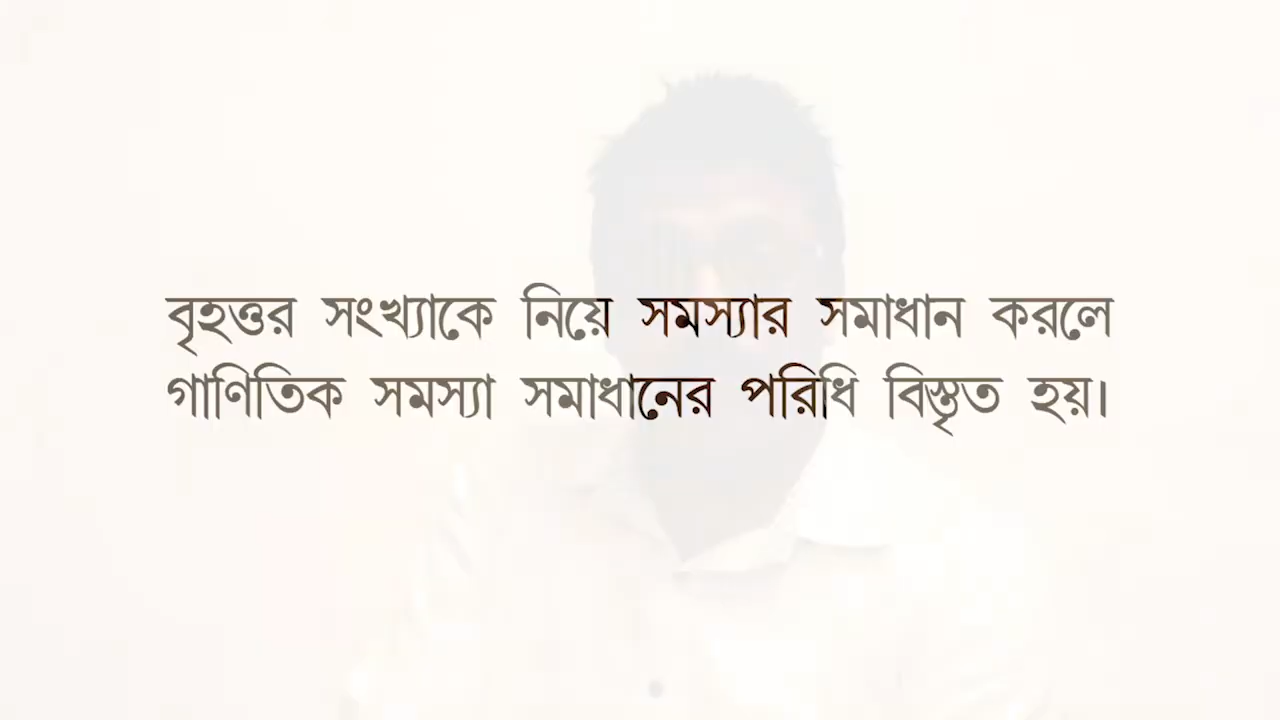 বৃহত্তর সংখ্যাকে নিয়ে সমস্যার সমাধান করলে
গাণিতিক সমস্যা সমাধানের পরিধি বিস্তৃত হয়।